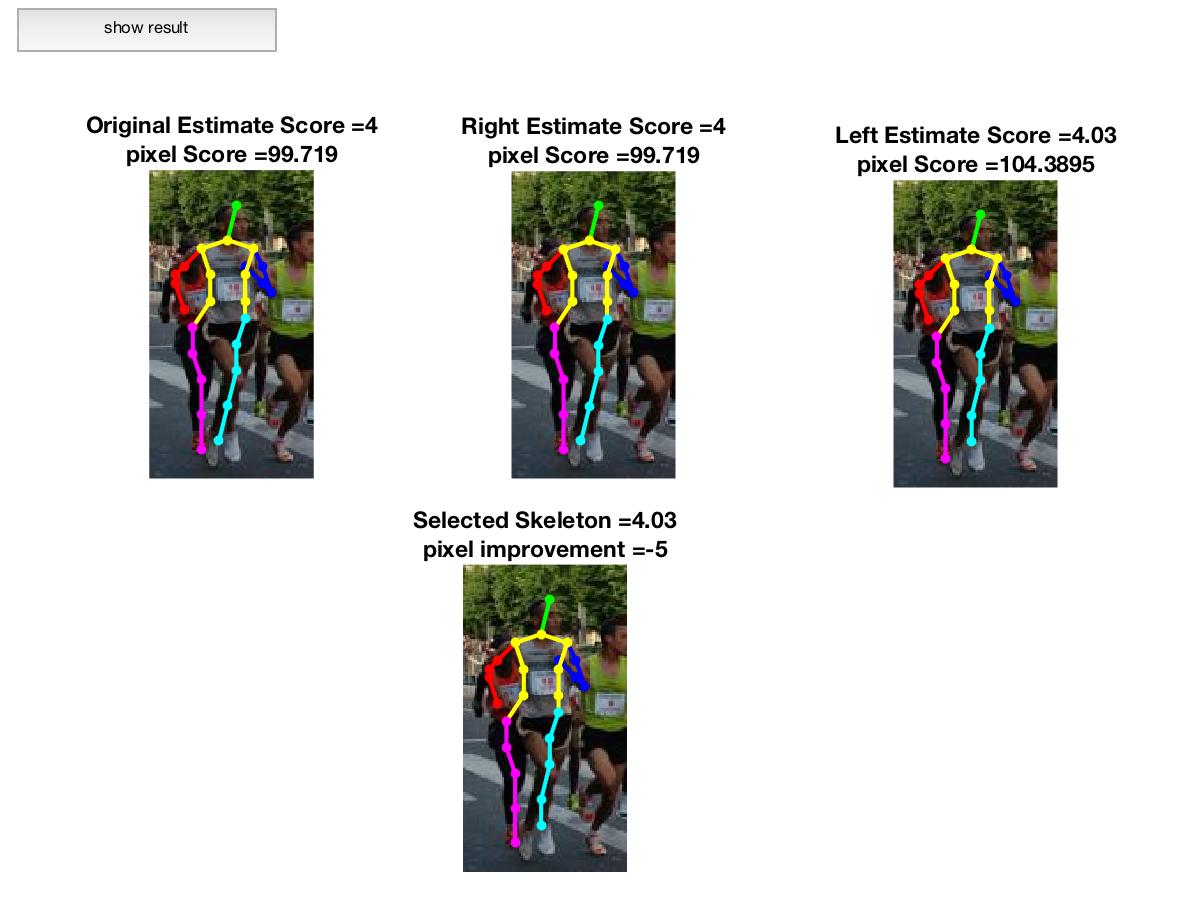 show result
Original Estimate Score =4
pixel Score =99.719
Right Estimate Score =4
pixel Score =99.719
Left Estimate Score =4.03
pixel Score =104.3895
Selected Skeleton =4.03
pixel improvement =-5